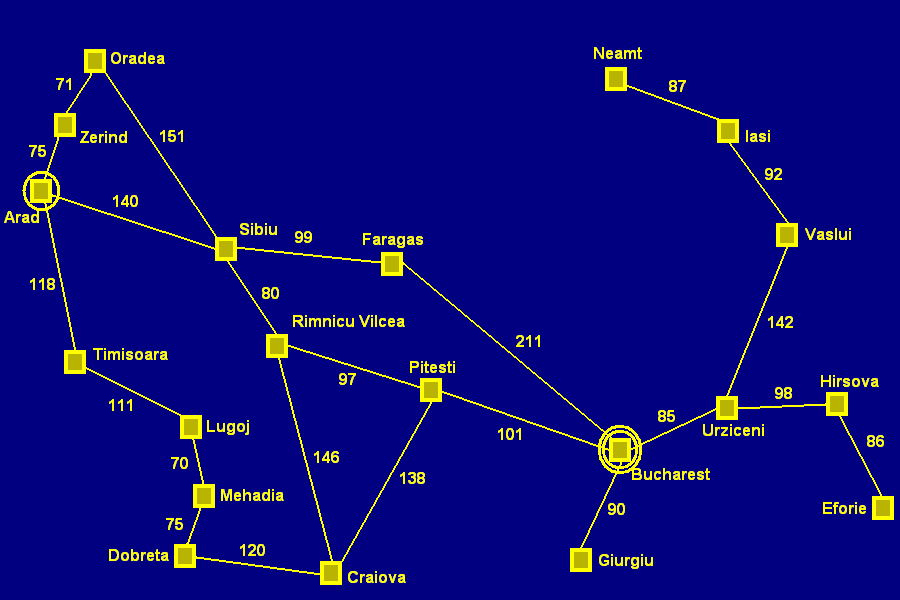 Neamt
Oradea
71
87
Zerind
151
Iasi
75
92
140
Arad
Sibiu
99
Faragas
Vaslui
118
80
Rimnicu Vilcea
142
211
Timisoara
Pitesti
97
Hirsova
111
98
85
Lugoj
101
Urziceni
86
70
146
138
Bucharest
Mehadia
90
Eforie
75
120
Dobreta
Giurgiu
Craiova